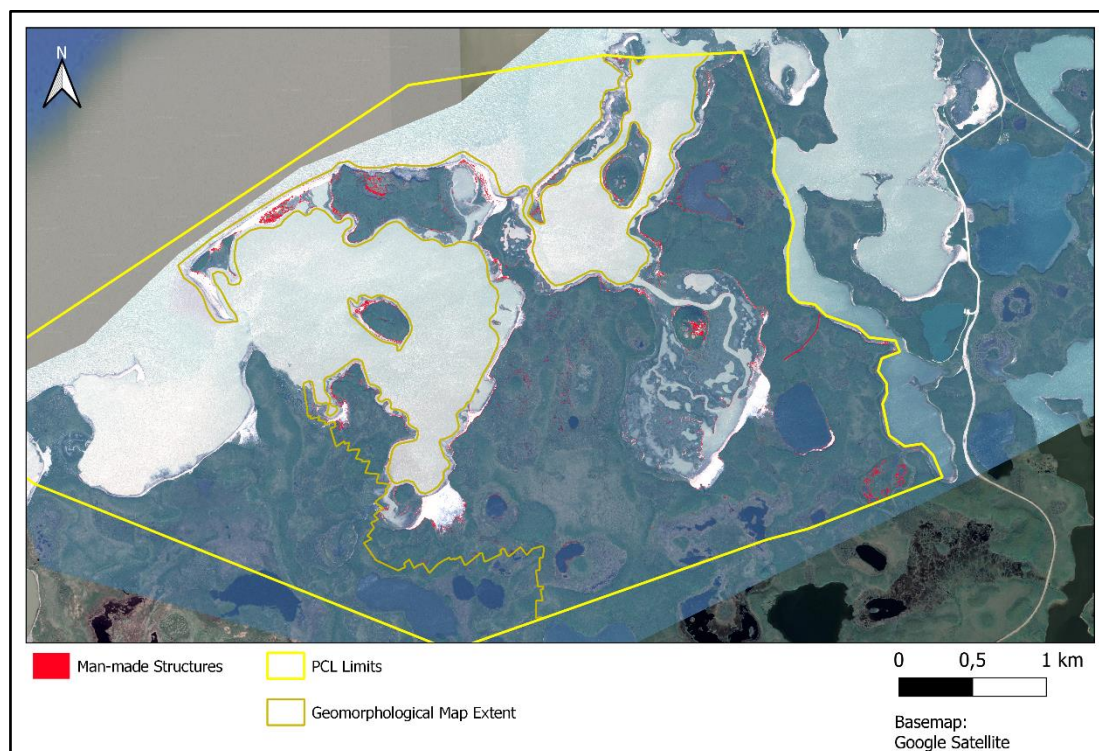 N
Man-made Structures
PCL Limits
Geomorphological Map Extent
0 0,5 1 km
Basemap:
Google Satellite